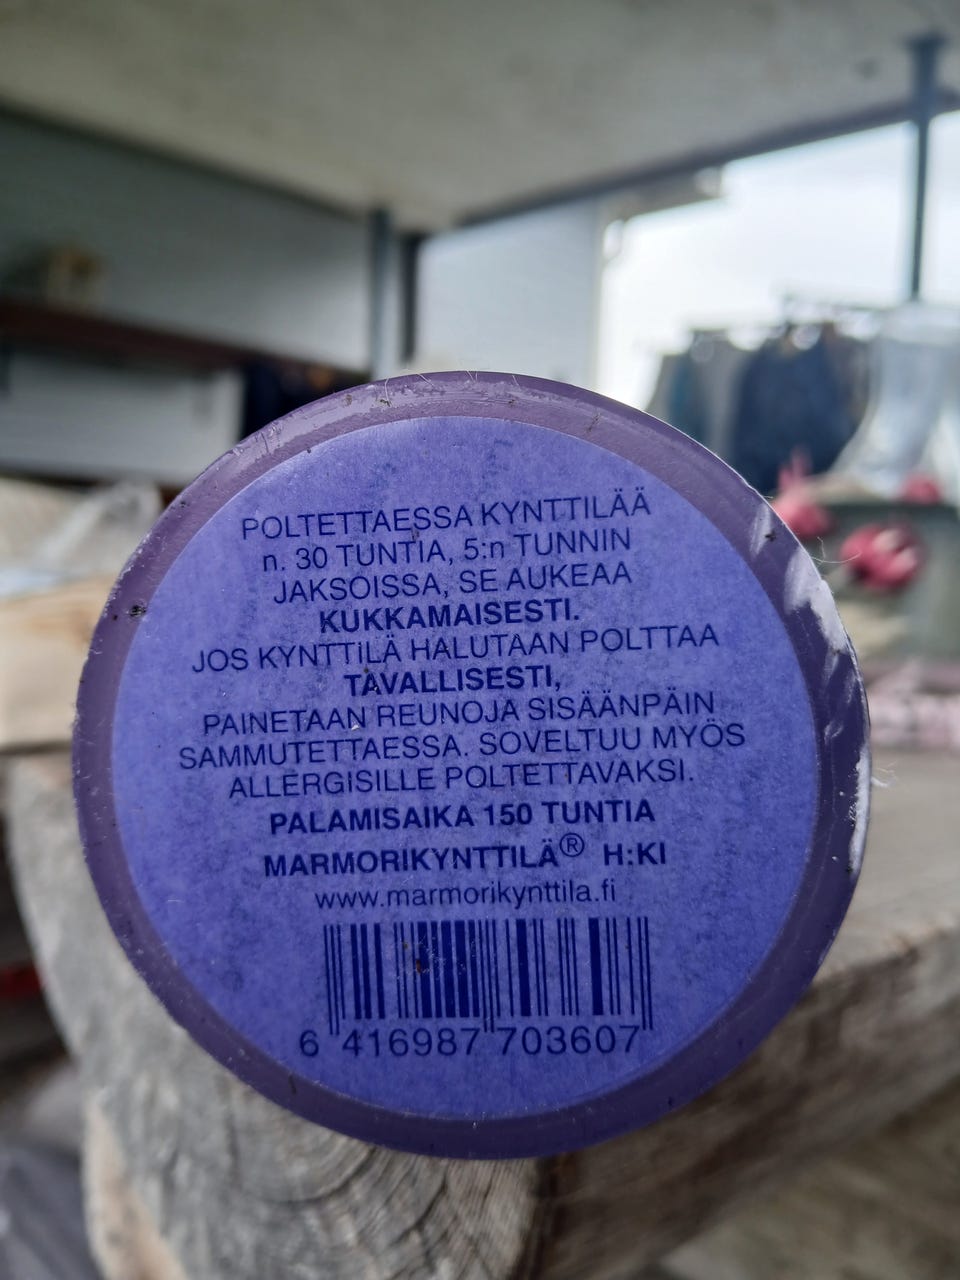 POLTETTAESSA KYNTTILÄÄ
n. 30 TUNTIA, 5:n TUNNIN
JAKSOISSA, SE AUKEAA
KUKKAMAISESTI.
JOS KYNTTILÄ HALUTAAN POLTTAA
TAVALLISESTI,
PAINETAAN REUNOJA SISÄÄNPÄIN
SAMMUTETTAESSA. SOVELTUU MYÖS
ALLERGISILLE POLTETTAVAKSI.
PALAMISAIKA 150 TUNTIA
MARMORIKYNTTILÄ® H:KI
www.marmorikynttila.fi
6 416987 703607